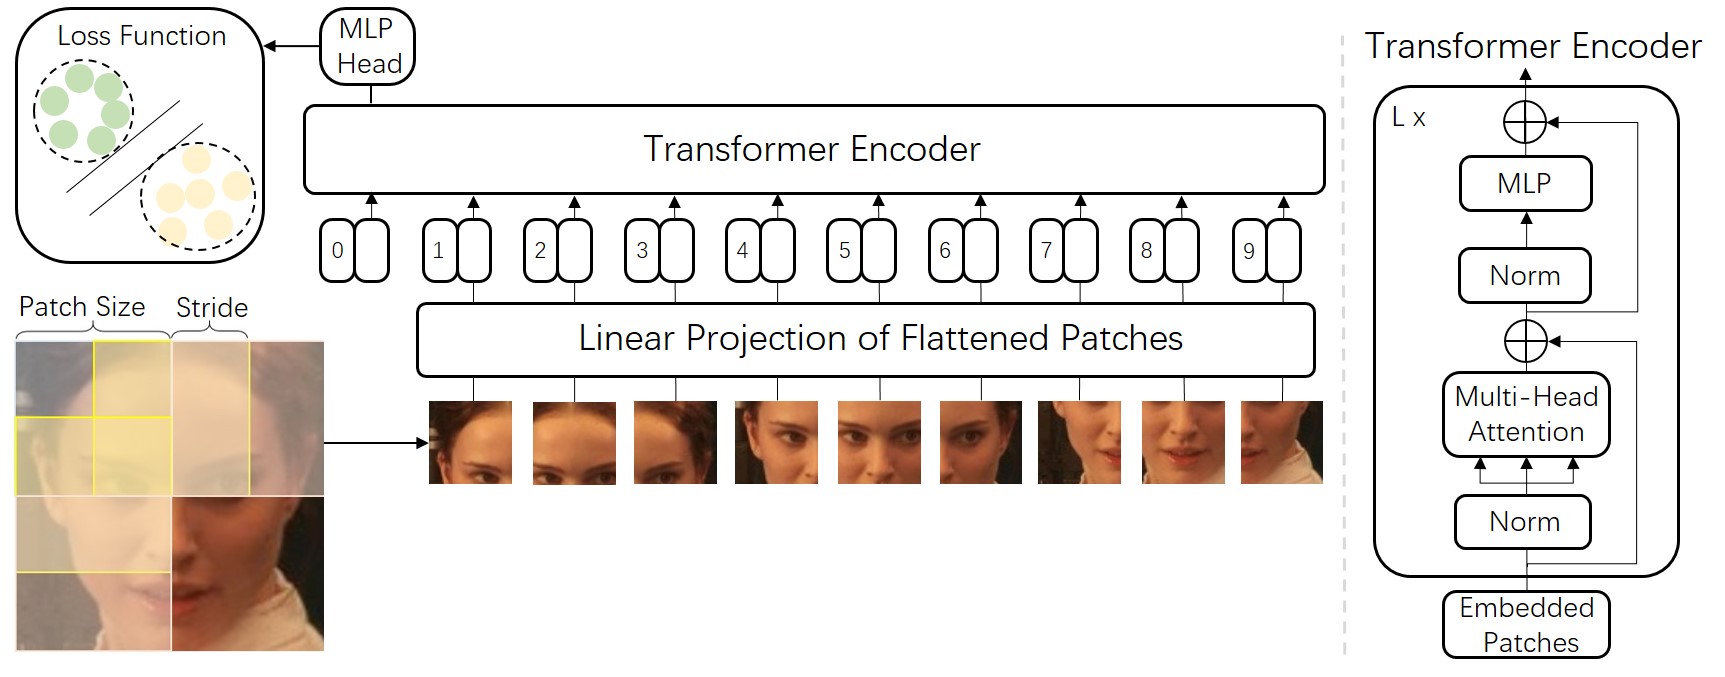 Loss Function
MLP
Head
Transformer Encoder
0 1 2 3 4 5 6 7 8 9
Linear Projection of Flattened Patches
Patch Size Stride
Transformer Encoder
L x
MLP
Norm
Multi-Head
Attention
Norm
Embedded
Patches